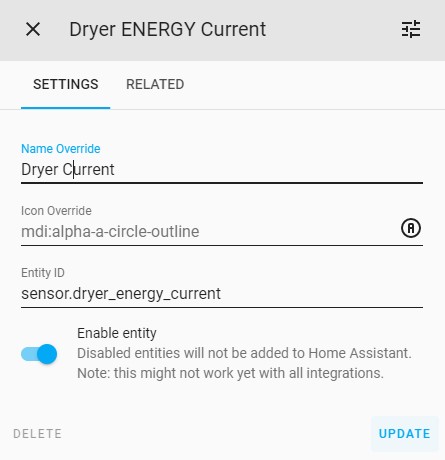 Dryer ENERGY Current
SETTINGS RELATED
Name Override
Dryer Current
Icon Override
mdi:alpha-a-circle-outline
A
Entity ID
sensor.dryer_energy_current
Enable entity
Disabled entities will not be added to Home Assistant.
Note: this might not work yet with all integrations.
DELETE UPDATE